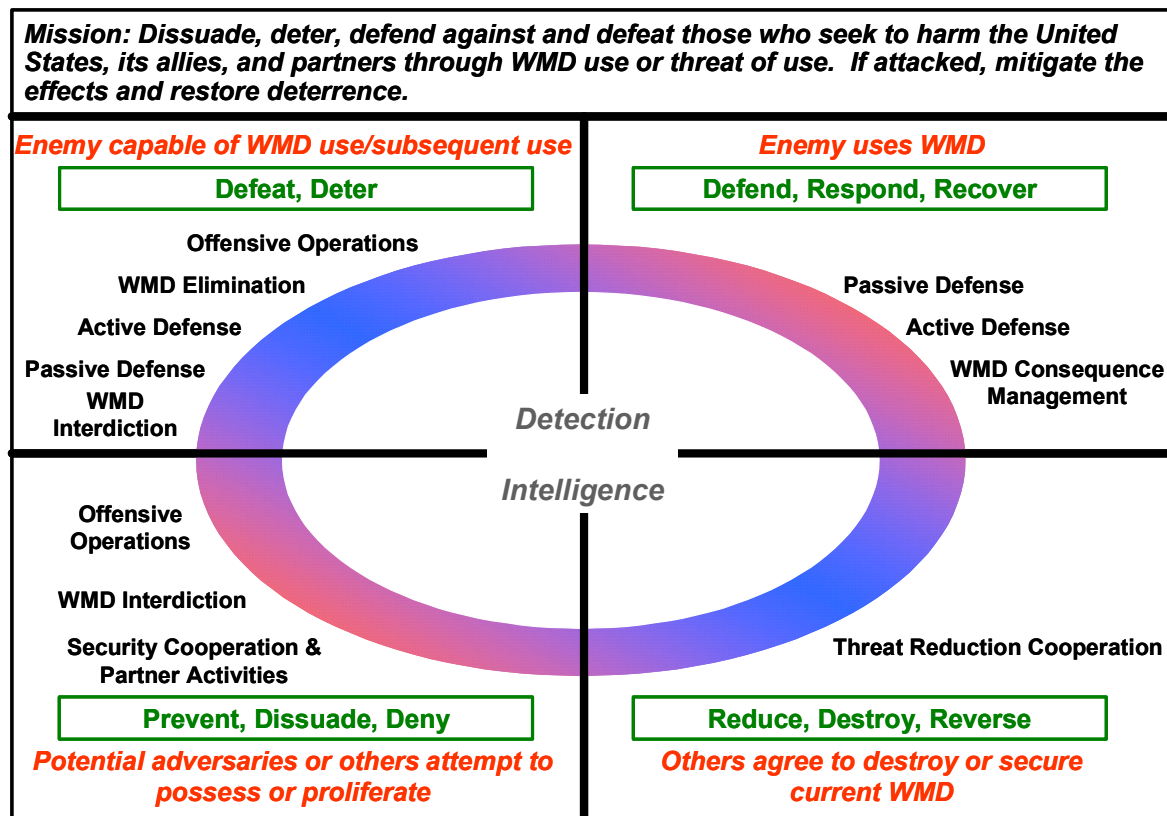 Mission: Dissuade, deter, defend against and defeat those who seek to harm the United
States, its allies, and partners through WMD use or threat of use.  If attacked, mitigate the
effects and restore deterrence.
Enemy capable of WMD use/subsequent use
Defeat, Deter
Offensive Operations
WMD Elimination
Active Defense
Passive Defense
WMD
Interdiction
Enemy uses WMD
Defend, Respond, Recover
Passive Defense
Active Defense
WMD Consequence
Management
Detection
Intelligence
Offensive
Operations
WMD Interdiction
Security Cooperation &
Partner Activities
Prevent, Dissuade, Deny
Potential adversaries or others attempt to
possess or proliferate
Threat Reduction Cooperation
Reduce, Destroy, Reverse
Others agree to destroy or secure
current WMD